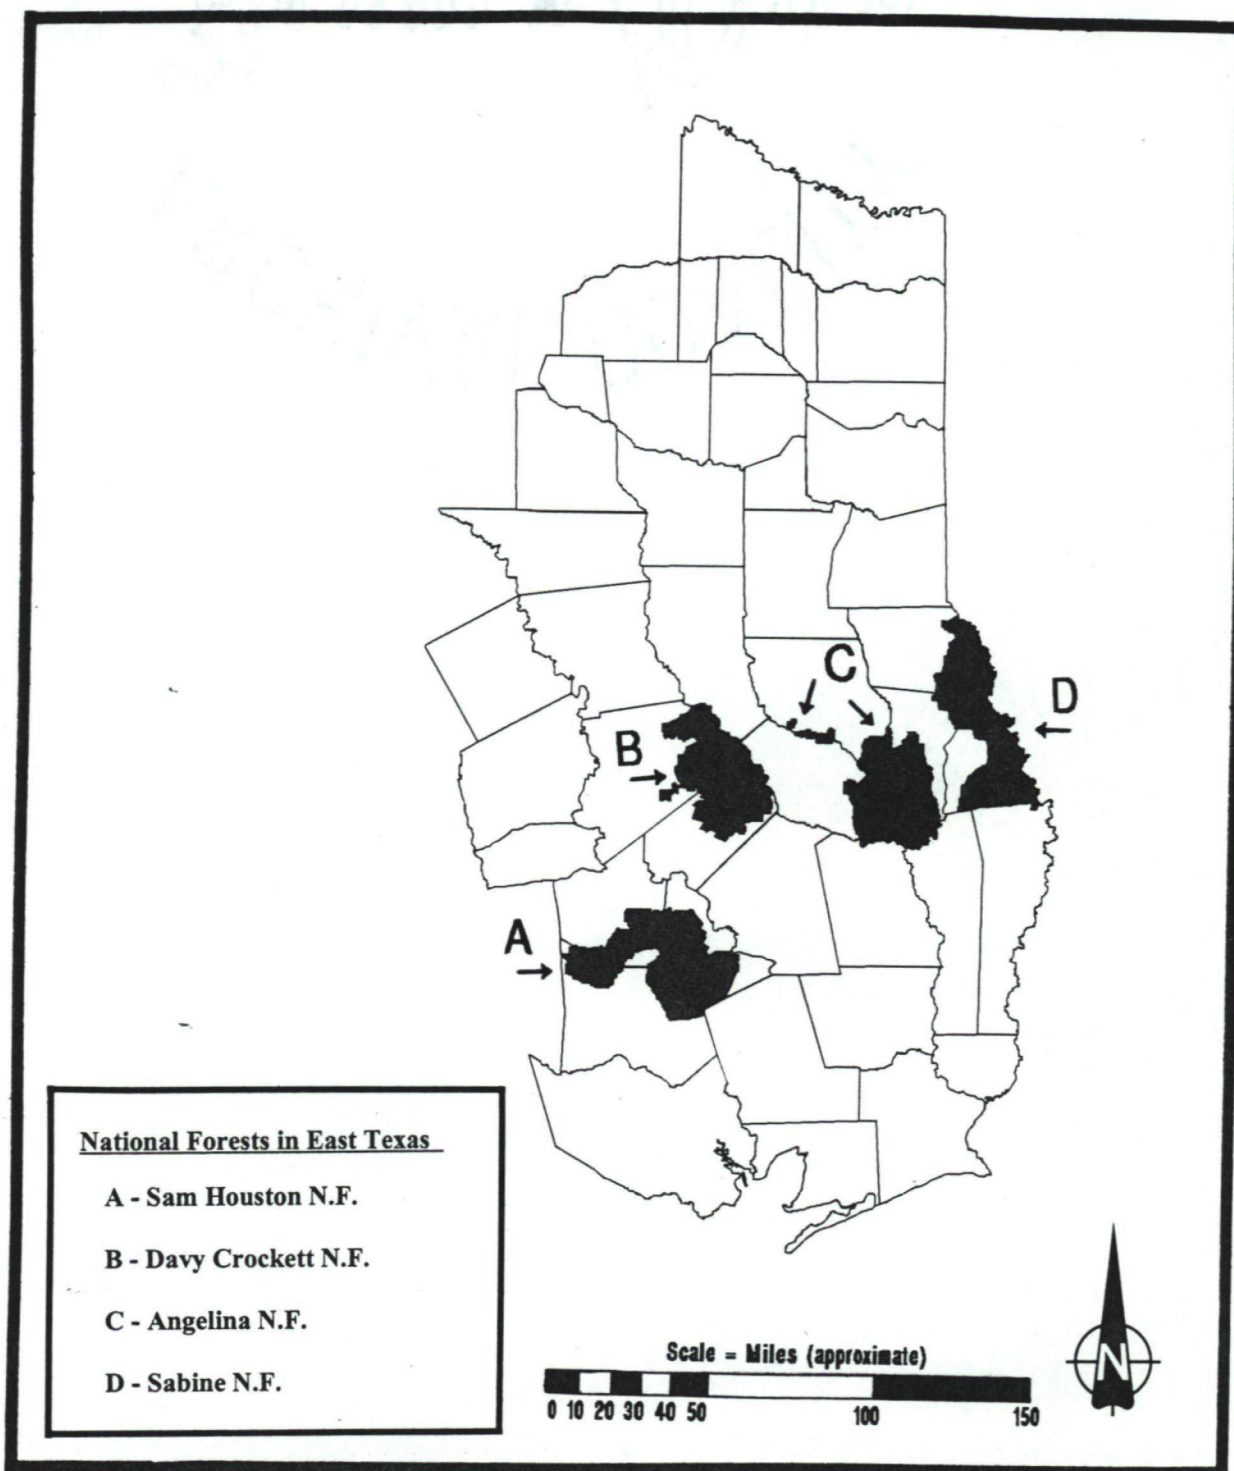 C
D
B
A
National Forests in East Texas
A - Sam Houston N.F.
B - Davy Crockett N.F.
C - Angelina N.F.
D - Sabine N.F.
Scale = Miles (approximate)
0 10 20 30 40 50 100 150
N